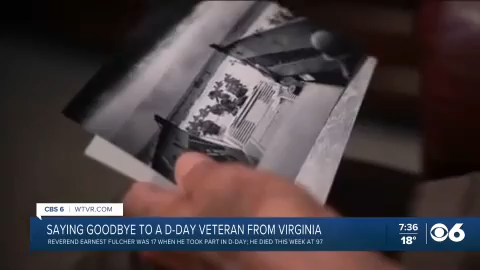 CBS 6 | WTVR.COM
SAYING GOODBYE TO A D-DAY VETERAN FROM VIRGINIA
REVEREND EARNEST FULCHER WAS 17 WHEN HE TOOK PART IN D-DAY; HE DIED THIS WEEK AT 97
7:36
18°
6